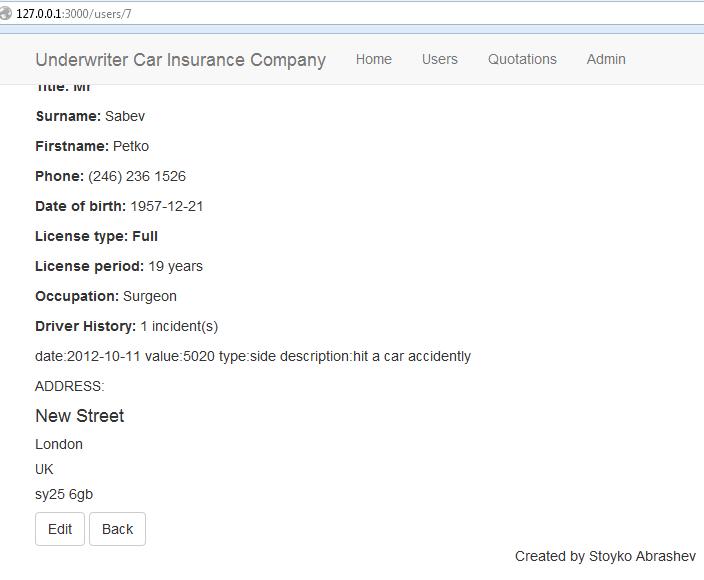 127.0.0.1:3000/users/7
Underwriter Car Insurance Company Home Users Quotations Admin
Title: Mr
Surname: Sabev
Firstname: Petko
Phone: (246) 236 1526
Date of birth: 1957-12-21
License type: Full
License period: 19 years
Occupation: Surgeon
Driver History: 1 incident(s)
date:2012-10-11 value:5020 type:side description:hit a car accidently
ADDRESS:
New Street
London
UK
sy25 6gb
Edit Back
Created by Stoyko Abrashev